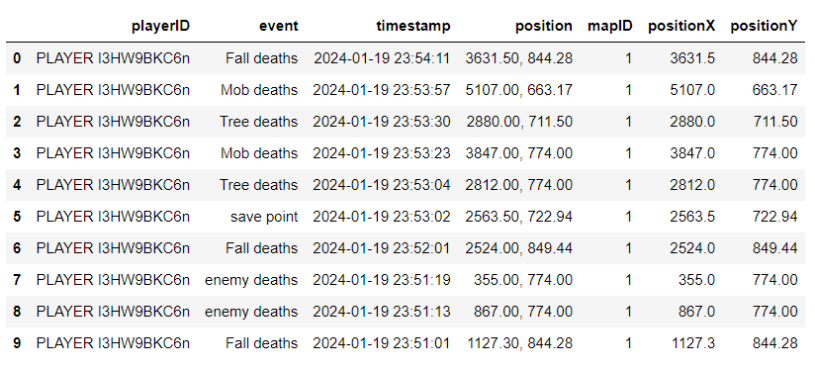 playerID event timestamp position mapID positionX positionY
0 PLAYER I3HW9BKC6n Fall deaths 2024-01-19 23:54:11 3631.50, 844.28 1 3631.5 844.28
1 PLAYER I3HW9BKC6n Mob deaths 2024-01-19 23:53:57 5107.00, 663.17 1 5107.0 663.17
2 PLAYER I3HW9BKC6n Tree deaths 2024-01-19 23:53:30 2880.00, 711.50 1 2880.0 711.50
3 PLAYER I3HW9BKC6n Mob deaths 2024-01-19 23:53:23 3847.00, 774.00 1 3847.0 774.00
4 PLAYER I3HW9BKC6n Tree deaths 2024-01-19 23:53:04 2812.00, 774.00 1 2812.0 774.00
5 PLAYER I3HW9BKC6n save point 2024-01-19 23:53:02 2563.50, 722.94 1 2563.5 722.94
6 PLAYER I3HW9BKC6n Fall deaths 2024-01-19 23:52:01 2524.00, 849.44 1 2524.0 849.44
7 PLAYER I3HW9BKC6n enemy deaths 2024-01-19 23:51:19 355.00, 774.00 1 355.0 774.00
8 PLAYER I3HW9BKC6n enemy deaths 2024-01-19 23:51:13 867.00, 774.00 1 867.0 774.00
9 PLAYER I3HW9BKC6n Fall deaths 2024-01-19 23:51:01 1127.30, 844.28 1 1127.3 844.28